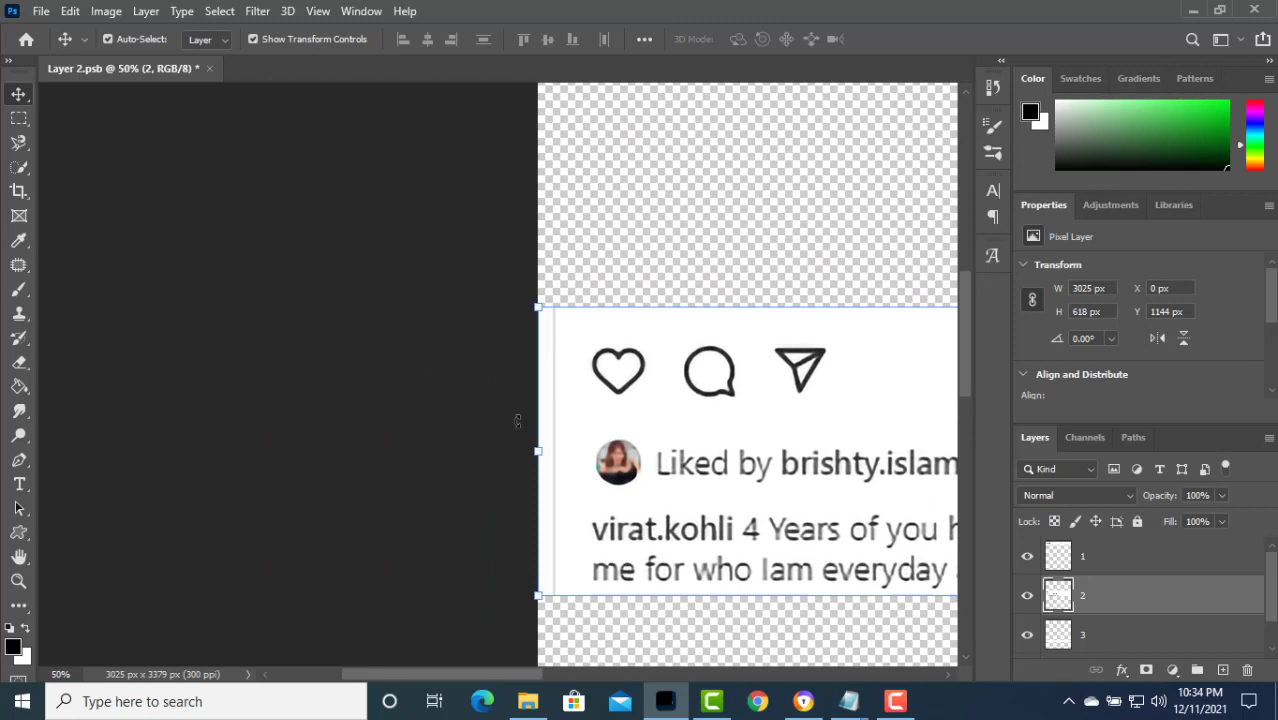 Ps File Edit Image Layer Type Select Filter 3D View Window Help
Auto-Select: Layer Show Transform Controls 3D Mode:
Layer 2.psb @ 50% (2, RGB/8) * ×
Color Swatches Gradients Patterns
Properties Adjustments Libraries
Pixel Layer
Transform
W 3025 px X 0 px
H 618 px Y 1144 px
0.00°
Align and Distribute
Align:
Liked by brishty.islam
virat.kohli 4 Years of you h
me for who Iam everyday
Layers Channels Paths
Kind
Normal Opacity: 100%
Lock: Fill: 100%
1
2
3
50% 3025 px x 3379 px (300 ppi)
Type here to search
10:34 PM
12/11/2021